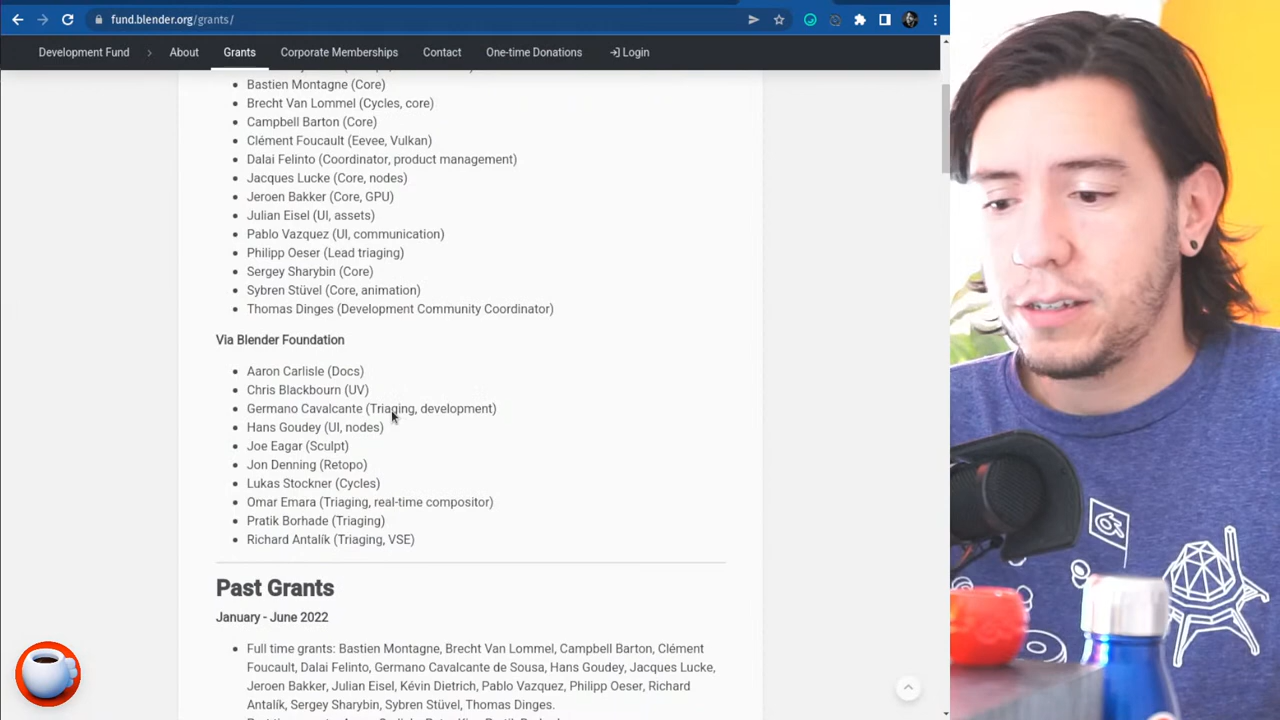 fund.blender.org/grants/
Development Fund > About Grants Corporate Memberships Contact One-time Donations Login
Bastien Montagne (Core)
Brecht Van Lommel (Cycles, core)
Campbell Barton (Core)
Clément Foucault (Eevee, Vulkan)
Dalai Felinto (Coordinator, product management)
Jacques Lucke (Core, nodes)
Jeroen Bakker (Core, GPU)
Julian Eisel (UI, assets)
Pablo Vazquez (UI, communication)
Philipp Oeser (Lead triaging)
Sergey Sharybin (Core)
Sybren Stüvel (Core, animation)
Thomas Dinges (Development Community Coordinator)
Via Blender Foundation
Aaron Carlisle (Docs)
Chris Blackbourn (UV)
Germano Cavalcante (Triaging, development)
Hans Goudey (UI, nodes)
Joe Eagar (Sculpt)
Jon Denning (Retopo)
Lukas Stockner (Cycles)
Omar Emara (Triaging, real-time compositor)
Pratik Borhade (Triaging)
Richard Antalík (Triaging, VSE)
Past Grants
January - June 2022
Full time grants: Bastien Montagne, Brecht Van Lommel, Campbell Barton, Clément
Foucault, Dalai Felinto, Germano Cavalcante de Sousa, Hans Goudey, Jacques Lucke,
Jeroen Bakker, Julian Eisel, Kévin Dietrich, Pablo Vazquez, Philipp Oeser, Richard
Antalík, Sergey Sharybin, Sybren Stüvel, Thomas Dinges.